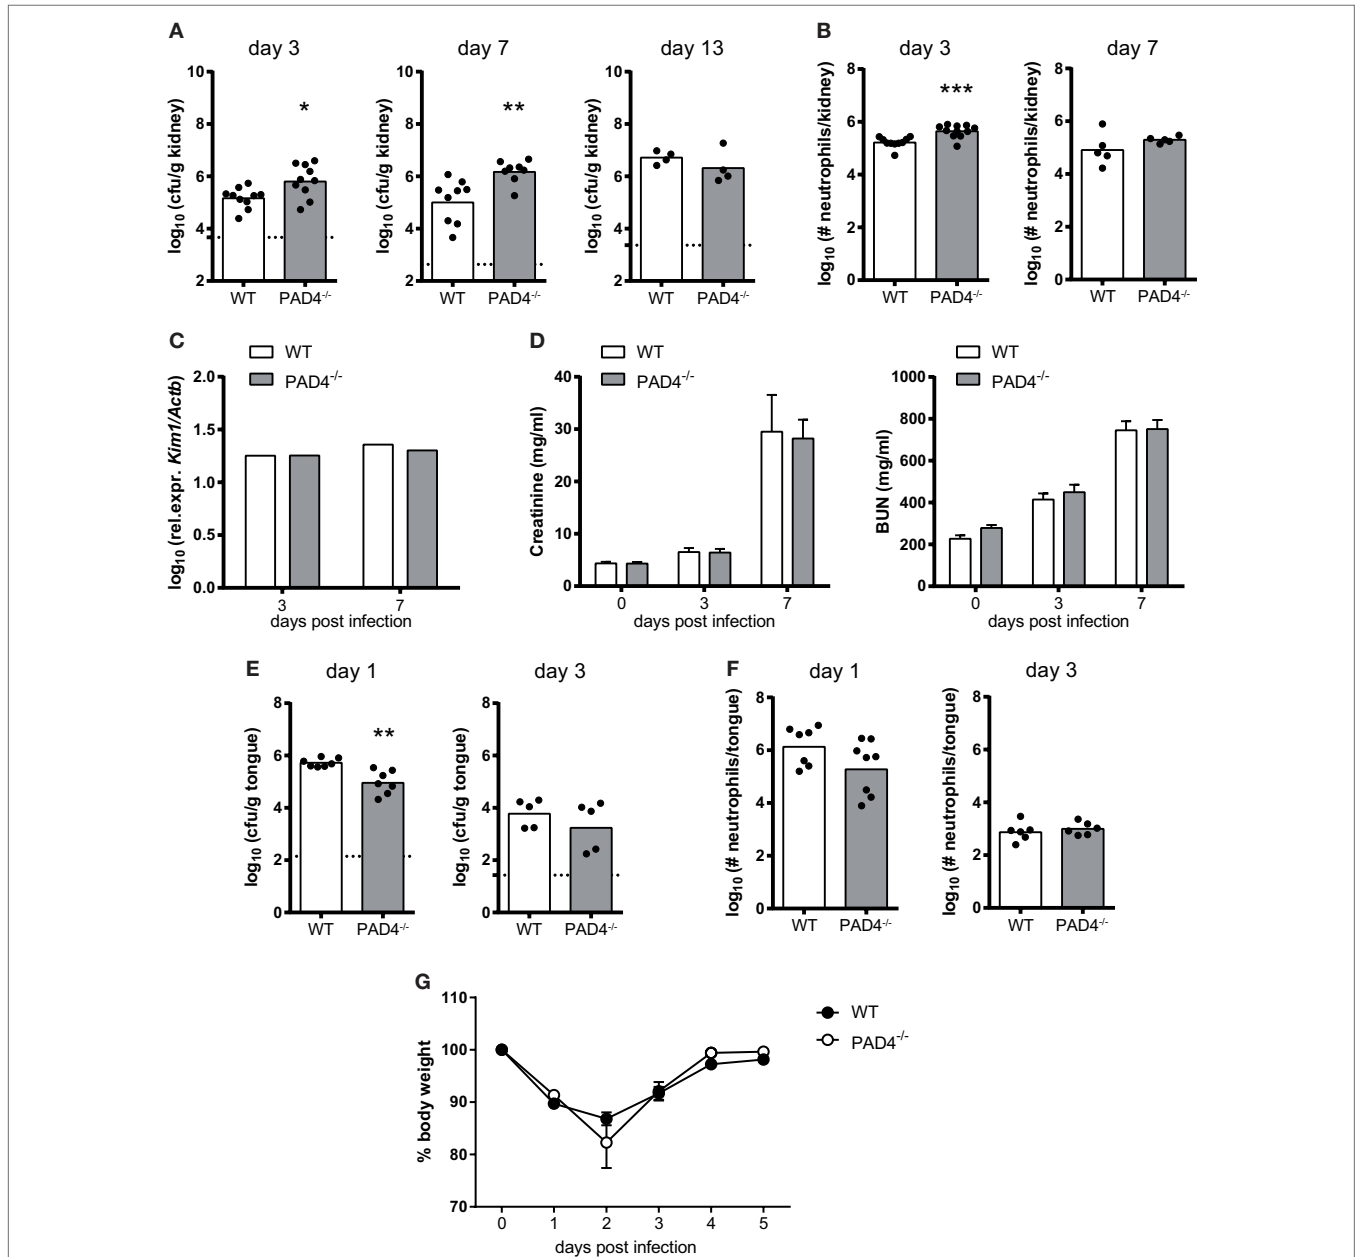 A
day 3
log10 (cfu/g kidney)
10
8
6
4
2
*
WT
PAD4-/-
day 7
log10 (cfu/g kidney)
10
8
6
4
2
**
WT
PAD4-/-
day 13
log10 (cfu/g kidney)
10
8
6
4
2
WT
PAD4-/-
B
day 3
log10 (# neutrophils/kidney)
8
6
4
2
0
***
WT
PAD4-/-
day 7
log10 (# neutrophils/kidney)
8
6
4
2
0
WT
PAD4-/-
C
WT
PAD4-/-
log10 (rel.expr. Kim1/Actb)
2.0
1.5
1.0
0.5
0.0
3
7
days post infection
D
WT
PAD4-/-
Creatinine (mg/ml)
40
30
20
10
0
0
3
7
days post infection
WT
PAD4-/-
BUN (mg/ml)
1000
800
600
400
200
0
0
3
7
days post infection
E
day 1
log10 (cfu/g tongue)
8
6
4
2
0
**
WT
PAD4-/-
day 3
log10 (cfu/g tongue)
8
6
4
2
0
WT
PAD4-/-
F
day 1
log10 (# neutrophils/tongue)
8
6
4
2
0
WT
PAD4-/-
day 3
log10 (# neutrophils/tongue)
8
6
4
2
0
WT
PAD4-/-
G
% body weight
110
100
90
80
70
0
1
2
3
4
5
days post infection
WT
PAD4-/-